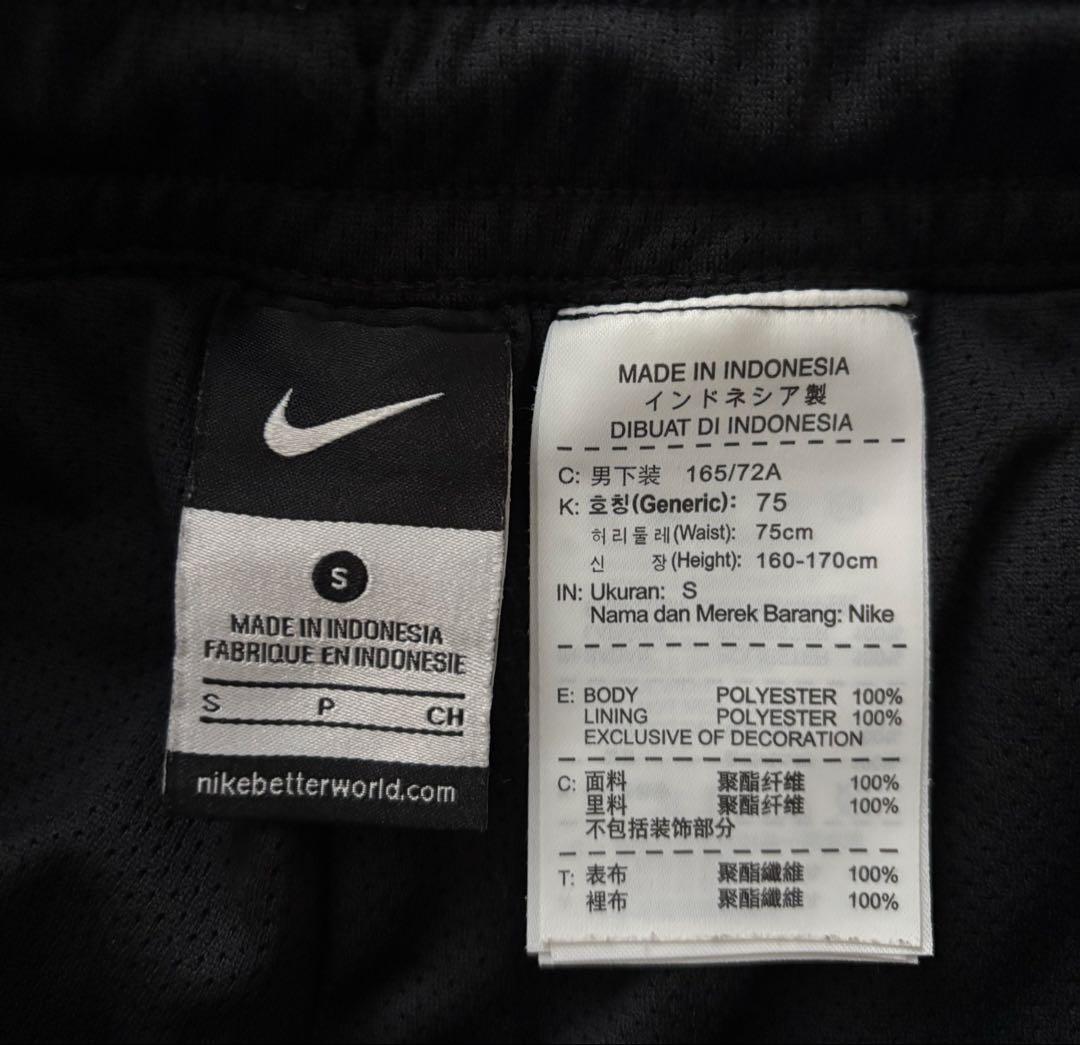 S
MADE IN INDONESIA
FABRIQUE EN INDONESIE
S P CH
nikebetterworld.com
MADE IN INDONESIA
インドネシア製
DIBUAT DI INDONESIA
C: 男下装 165/72A
K: 호칭(Generic): 75
허리둘레(Waist): 75cm
신 장(Height): 160-170cm
IN: Ukuran: S
Nama dan Merek Barang: Nike
E: BODY POLYESTER 100%
LINING POLYESTER 100%
EXCLUSIVE OF DECORATION
C: 面料 聚酯纤维 100%
里料 聚酯纤维 100%
不包括装饰部分
T: 表布 聚酯纖維 100%
裡布 聚酯纖維 100%